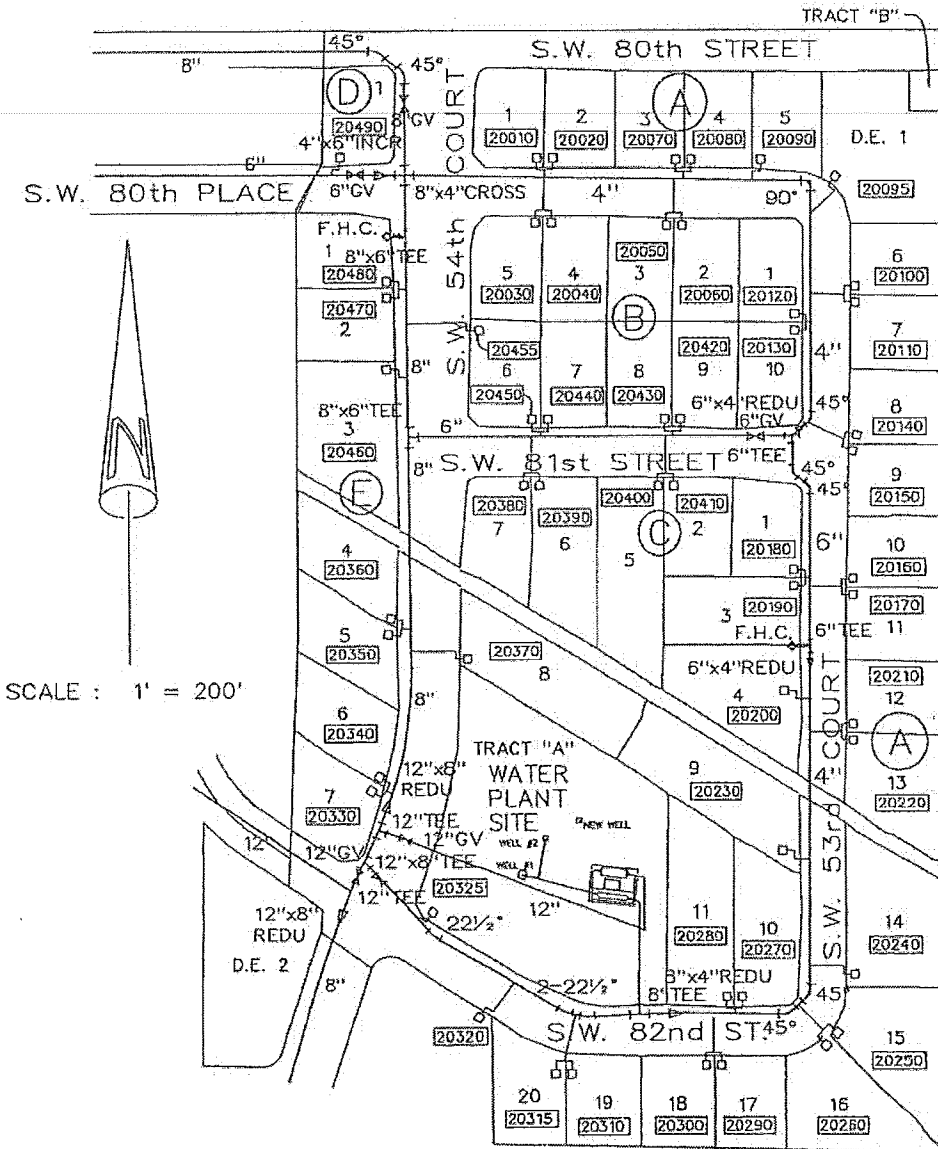 TRACT "B"
45°
S.W. 80th STREET
8"
45°
D
1
20490
8"GV
4"x6"INCR
6"
6"GV
S.W. 80th PLACE
S.W. 54th COURT
A
1
20010
2
20020
3
20070
4
20080
5
20090
D.E. 1
20095
8"x4"CROSS
4"
90°
F.H.C.
1
20480
8"x6"TEE
20470
2
5
20030
4
20040
20050
3
2
20060
1
20120
6
20100
7
20110
B
20455
6
20450
7
20440
8
20430
20420
9
20130
10
4"
8"
8"x6"TEE
3
20460
6"x4"REDU
6"GV
45°
8
20140
6"
8"
S.W. 81st STREET
6"TEE
45°
45°
9
20150
E
20380
7
20390
6
20400
5
20410
2
C
1
20180
6"
10
20160
20170
11
4
20360
20190
3
F.H.C.
6"TEE
5
20350
20370
8
6"x4"REDU
4
20200
20210
12
SCALE : 1' = 200'
8"
6
20340
A
4"
S.W. 53rd COURT
13
20220
TRACT "A"
WATER
PLANT
SITE
9
20230
7
20330
12"x8"
REDU
12"TEE
12"GV
WELL #2
NEW WELL
12"
12"GV
12"x8"TEE
12"TEE
20325
WELL #1
12"
12"x8"
REDU
22½°
11
20280
10
20270
14
20240
D.E. 2
8"
2-22½°
8"x4"REDU
8"TEE
45
S.W. 82nd ST.
45°
20320
15
20250
20
20315
19
20310
18
20300
17
20290
16
20260